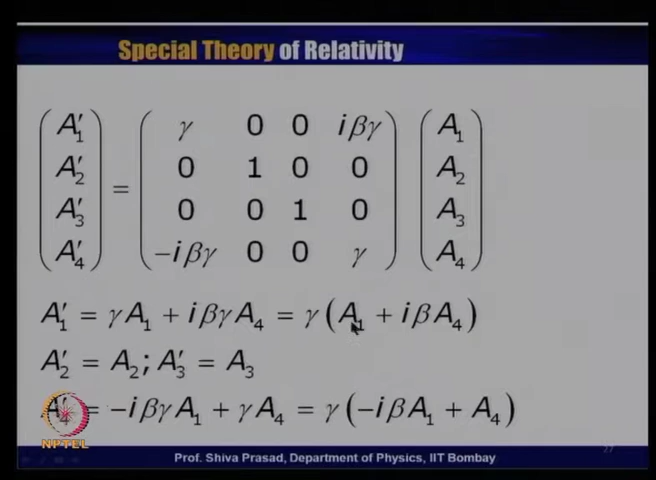 Special Theory of Relativity
A′₁ γ 0 0 iβγ A₁
A′₂ = 0 1 0 0 A₂
A′₃ 0 0 1 0 A₃
A′₄ −iβγ 0 0 γ A₄
A′₁ = γA₁ + iβγA₄ = γ(A₁ + iβA₄)
A′₂ = A₂; A′₃ = A₃
A′₄ = −iβγA₁ + γA₄ = γ(−iβA₁ + A₄)
NPTEL
27
Prof. Shiva Prasad, Department of Physics, IIT Bombay